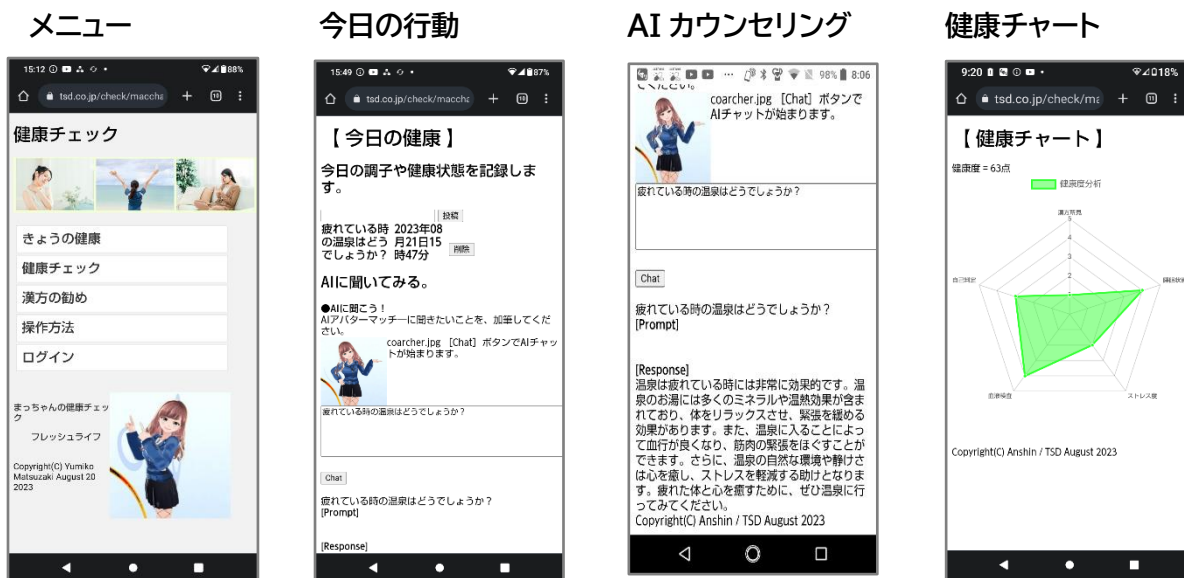 メニュー
今日の行動
AI カウンセリング
健康チャート
15:12
88%
tsd.co.jp/check/maccha
健康チェック
きょうの健康
健康チェック
漢方の勧め
操作方法
ログイン
まっちゃんの健康チェッ
ク
フレッシュライフ
Copyright(C) Yumiko
Matsuzaki August 20
2023
15:49
87%
tsd.co.jp/check/maccha
【 今日の健康 】
今日の調子や健康状態を記録しま
す。
投稿
疲れている時 2023年08
の温泉はどう 月21日15
でしょうか? 時47分
削除
AIに聞いてみる。
●AIに聞こう!
AIアバターマッチーに聞きたいことを、加筆してくだ
さい。
coarcher.jpg [Chat] ボタンでAIチャッ
トが始まります。
疲れている時の温泉はどうでしょうか?
Chat
疲れている時の温泉はどうでしょうか?
[Prompt]
[Response]
98% 8:06
ください。
coarcher.jpg [Chat] ボタンで
AIチャットが始まります。
疲れている時の温泉はどうでしょうか?
Chat
疲れている時の温泉はどうでしょうか?
[Prompt]
[Response]
温泉は疲れている時には非常に効果的です。温
泉のお湯には多くのミネラルや温熱効果が含ま
れており、体をリラックスさせ、緊張を緩める
効果があります。また、温泉に入ることによっ
て血行が良くなり、筋肉の緊張をほぐすことが
できます。さらに、温泉の自然な環境や静けさ
は心を癒し、ストレスを軽減する助けとなりま
す。疲れた体と心を癒すために、ぜひ温泉に行
ってみてください。
Copyright(C) Anshin / TSD August 2023
9:20
18%
tsd.co.jp/check/ma
【 健康チャート 】
健康度 = 63点
健康度分析
漢方所見
5
4
3
2
1
自己判定
血液検査
ストレス度
Copyright(C) Anshin / TSD August 2023